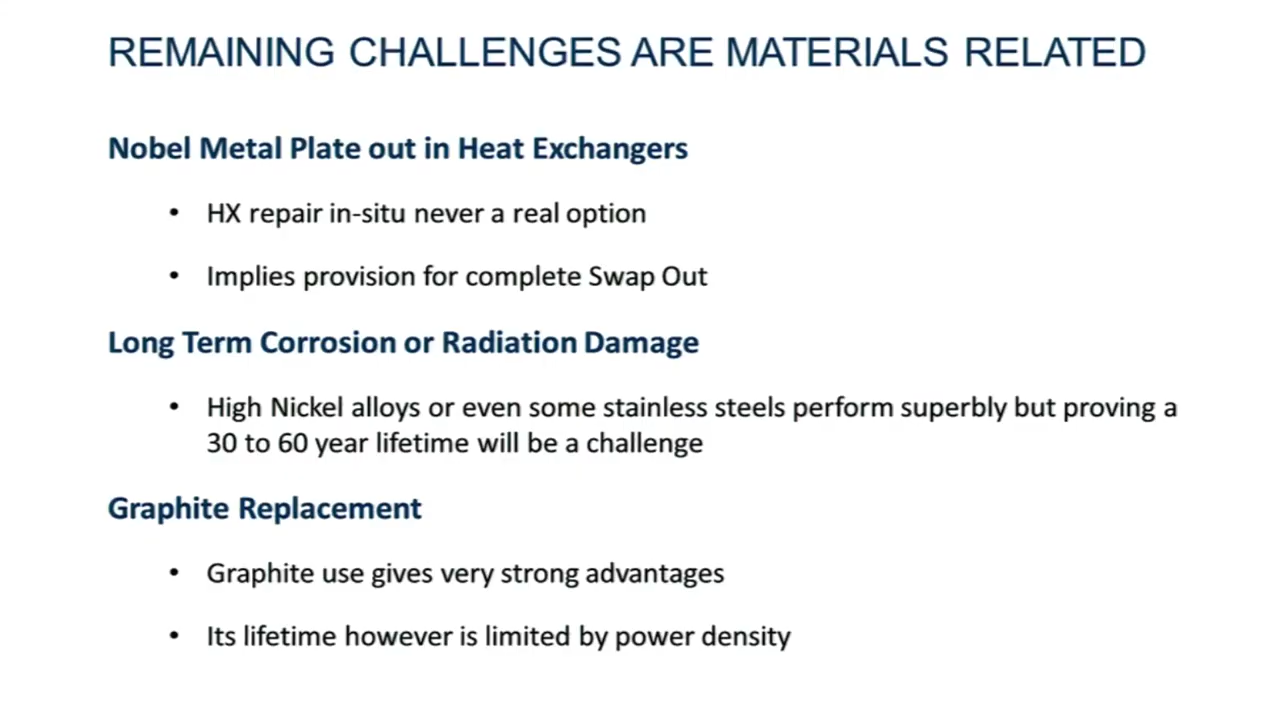 REMAINING CHALLENGES ARE MATERIALS RELATED
Nobel Metal Plate out in Heat Exchangers
• HX repair in-situ never a real option
• Implies provision for complete Swap Out
Long Term Corrosion or Radiation Damage
• High Nickel alloys or even some stainless steels perform superbly but proving a
30 to 60 year lifetime will be a challenge
Graphite Replacement
• Graphite use gives very strong advantages
• Its lifetime however is limited by power density